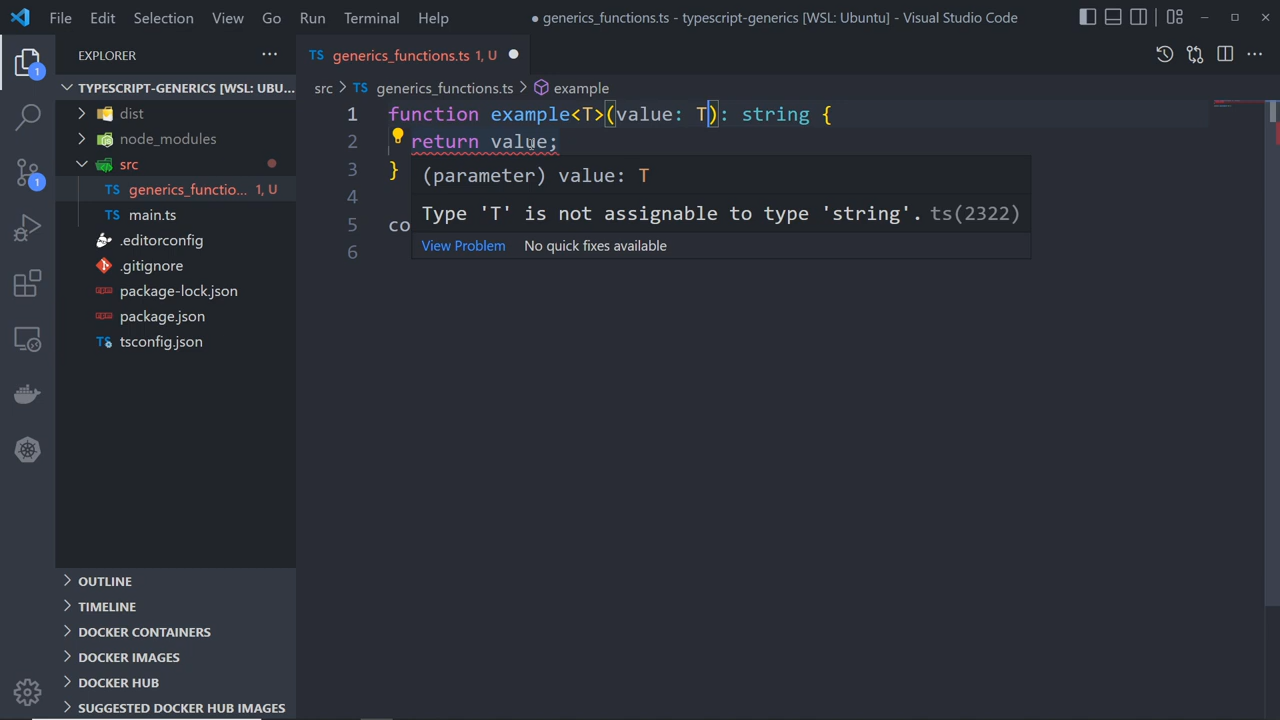 File Edit Selection View Go Run Terminal Help
● generics_functions.ts - typescript-generics [WSL: Ubuntu] - Visual Studio Code
EXPLORER
TS generics_functions.ts 1, U
TYPESCRIPT-GENERICS [WSL: UBU...
src > TS generics_functions.ts > example
dist
node_modules
src
TS generics_functio... 1, U
TS main.ts
.editorconfig
.gitignore
package-lock.json
package.json
tsconfig.json
1 function example<T>(value: T): string {
2 return value;
3 }
4
5 co
6
(parameter) value: T
Type 'T' is not assignable to type 'string'. ts(2322)
View Problem No quick fixes available
OUTLINE
TIMELINE
DOCKER CONTAINERS
DOCKER IMAGES
DOCKER HUB
SUGGESTED DOCKER HUB IMAGES